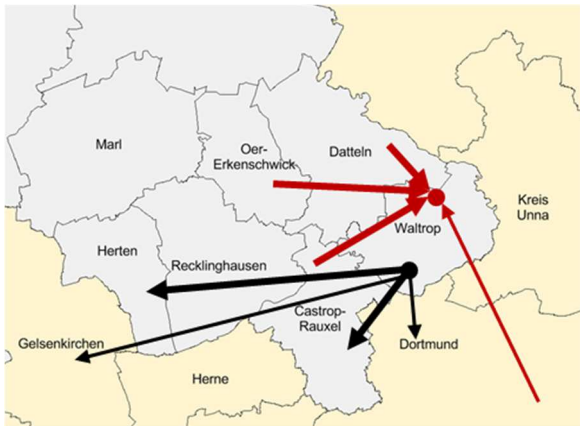 Marl
Oer-
Erkenschwick
Datteln
Kreis
Unna
Waltrop
Herten
Recklinghausen
Castrop-
Rauxel
Gelsenkirchen
Dortmund
Herne